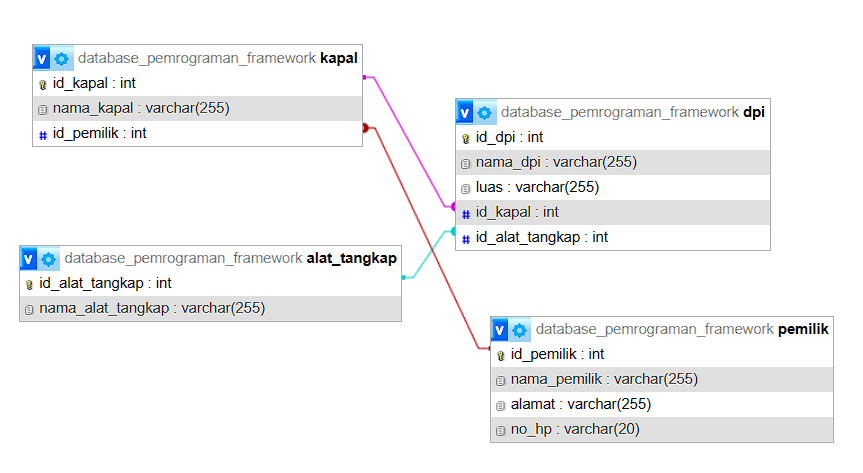 v database_pemrograman_framework kapal
id_kapal : int
nama_kapal : varchar(255)
# id_pemilik : int
v database_pemrograman_framework dpi
id_dpi : int
nama_dpi : varchar(255)
luas : varchar(255)
# id_kapal : int
# id_alat_tangkap : int
v database_pemrograman_framework alat_tangkap
id_alat_tangkap : int
nama_alat_tangkap : varchar(255)
v database_pemrograman_framework pemilik
id_pemilik : int
nama_pemilik : varchar(255)
alamat : varchar(255)
no_hp : varchar(20)